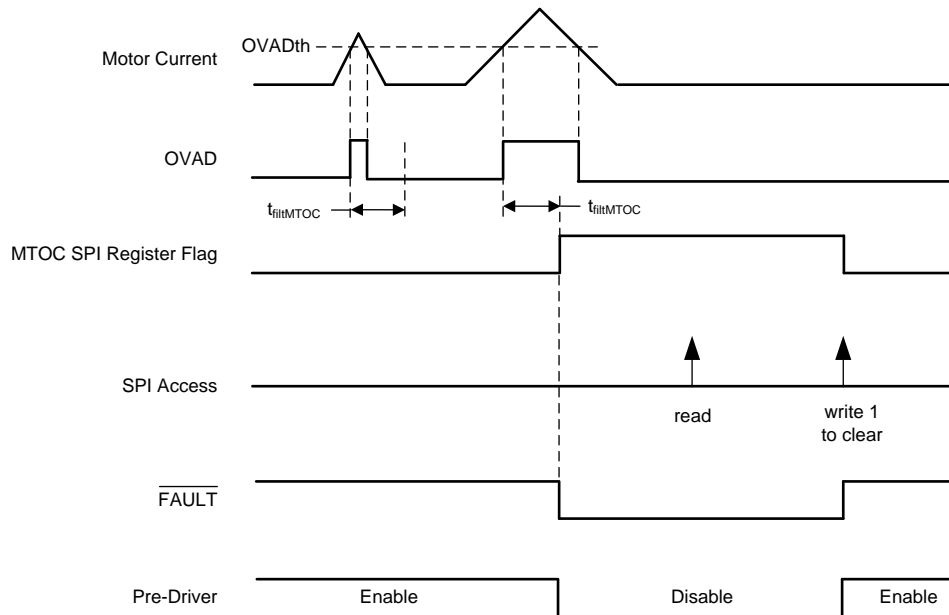 OVADth
Motor Current
OVAD
tfiltMTOC
tfiltMTOC
MTOC SPI Register Flag
SPI Access
read
write 1
to clear
FAULT
Pre-Driver
Enable
Disable
Enable